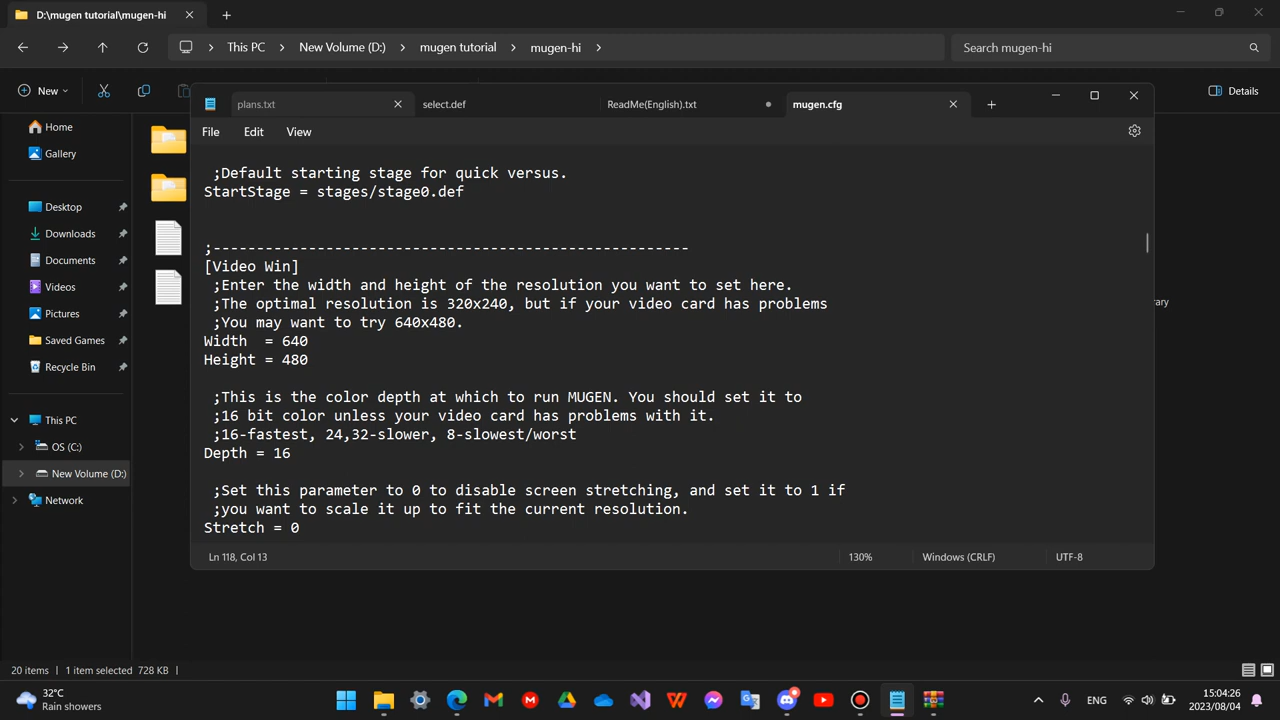 D:\mugen tutorial\mugen-hi
This PC
New Volume (D:)
mugen tutorial
mugen-hi
Search mugen-hi
New
Details
Home
Gallery
Desktop
Downloads
Documents
Videos
Pictures
Saved Games
Recycle Bin
This PC
OS (C:)
New Volume (D:)
Network
plans.txt
select.def
ReadMe(English).txt
mugen.cfg
File
Edit
View
;Default starting stage for quick versus.
StartStage = stages/stage0.def
;-------------------------------------------------------
[Video Win]
;Enter the width and height of the resolution you want to set here.
;The optimal resolution is 320x240, but if your video card has problems
;You may want to try 640x480.
Width  = 640
Height = 480
;This is the color depth at which to run MUGEN. You should set it to
;16 bit color unless your video card has problems with it.
;16-fastest, 24,32-slower, 8-slowest/worst
Depth = 16
;Set this parameter to 0 to disable screen stretching, and set it to 1 if
;you want to scale it up to fit the current resolution.
Stretch = 0
Ln 118, Col 13
130%
Windows (CRLF)
UTF-8
20 items
1 item selected 728 KB
32°C
Rain showers
ENG
15:04:26
2023/08/04